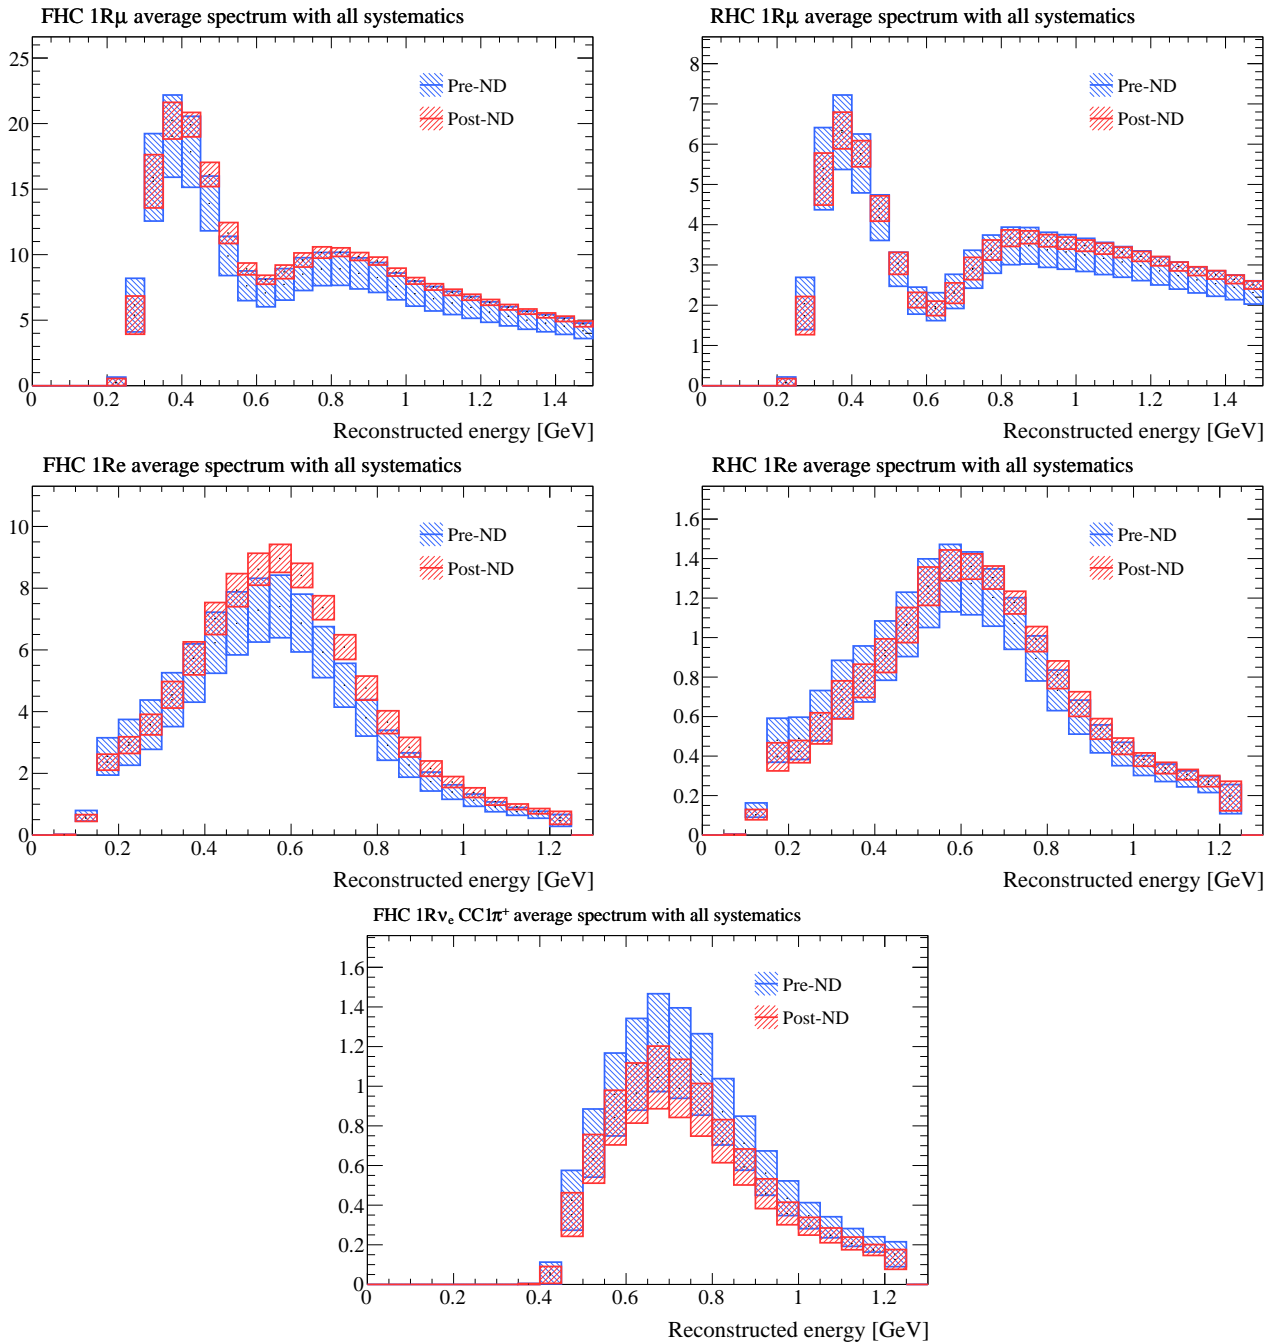 FHC 1Rμ average spectrum with all systematics
25
20
15
10
5
0
Pre-ND
Post-ND
0 0.2 0.4 0.6 0.8 1 1.2 1.4
Reconstructed energy [GeV]
RHC 1Rμ average spectrum with all systematics
8
7
6
5
4
3
2
1
0
Pre-ND
Post-ND
0 0.2 0.4 0.6 0.8 1 1.2 1.4
Reconstructed energy [GeV]
FHC 1Re average spectrum with all systematics
10
8
6
4
2
0
Pre-ND
Post-ND
0 0.2 0.4 0.6 0.8 1 1.2
Reconstructed energy [GeV]
RHC 1Re average spectrum with all systematics
1.6
1.4
1.2
1
0.8
0.6
0.4
0.2
0
Pre-ND
Post-ND
0 0.2 0.4 0.6 0.8 1 1.2
Reconstructed energy [GeV]
FHC 1Rνe CC1π+ average spectrum with all systematics
1.6
1.4
1.2
1
0.8
0.6
0.4
0.2
0
Pre-ND
Post-ND
0 0.2 0.4 0.6 0.8 1 1.2
Reconstructed energy [GeV]